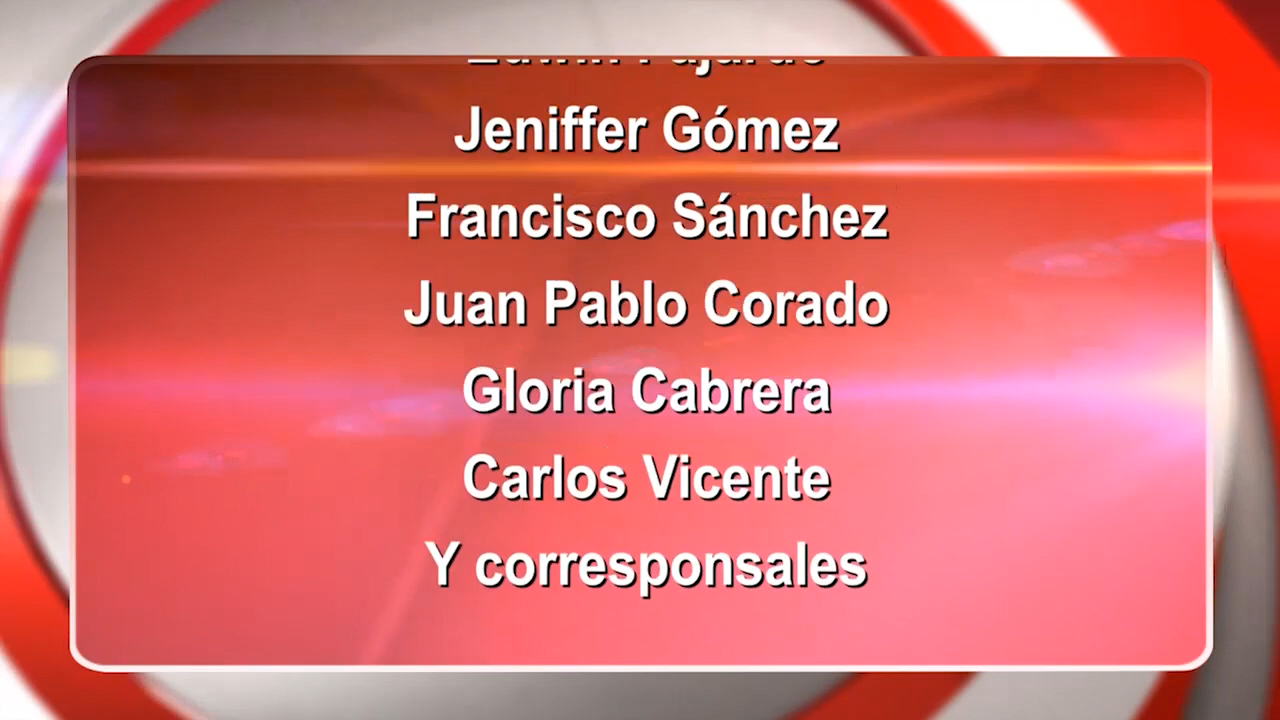 Jeniffer Gómez
Francisco Sánchez
Juan Pablo Corado
Gloria Cabrera
Carlos Vicente
Y corresponsales